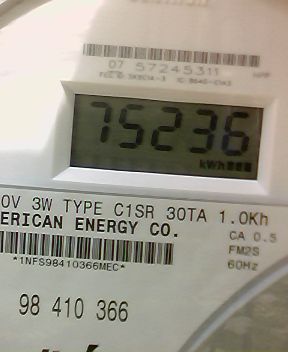 07 57245311
75236
kWh
0V 3W TYPE C1SR 30TA 1.0Kh
ERICAN ENERGY CO.
CA 0.5
FM2S
60Hz
*1NFS98410366MEC*
98 410 366